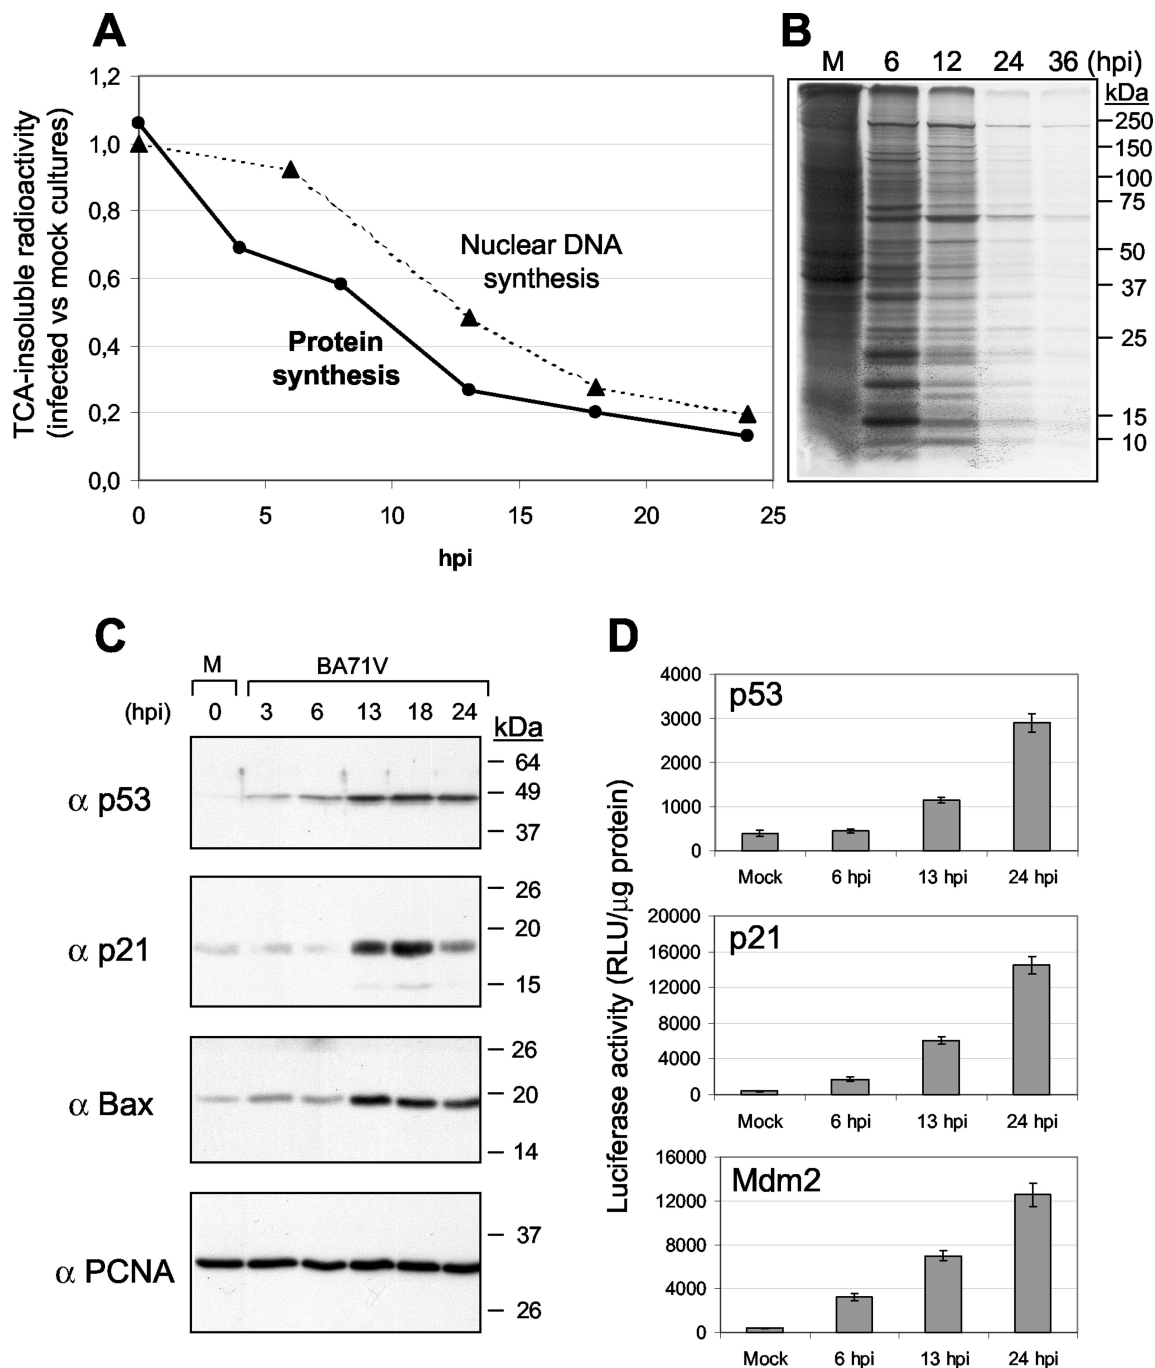 A
TCA-insoluble radioactivity
(infected vs mock cultures)
1,2
1,0
0,8
0,6
0,4
0,2
0,0
Nuclear DNA
synthesis
Protein
synthesis
0 5 10 15 20 25
hpi
B
M 6 12 24 36 (hpi)
kDa
250
150
100
75
50
37
25
15
10
C
M BA71V
(hpi) 0 3 6 13 18 24
kDa
α p53
64
49
37
α p21
26
20
15
α Bax
26
20
14
α PCNA
37
26
D
Luciferase activity (RLU/µg protein)
p53
4000
3000
2000
1000
0
Mock 6 hpi 13 hpi 24 hpi
p21
20000
16000
12000
8000
4000
0
Mock 6 hpi 13 hpi 24 hpi
Mdm2
16000
12000
8000
4000
0
Mock 6 hpi 13 hpi 24 hpi